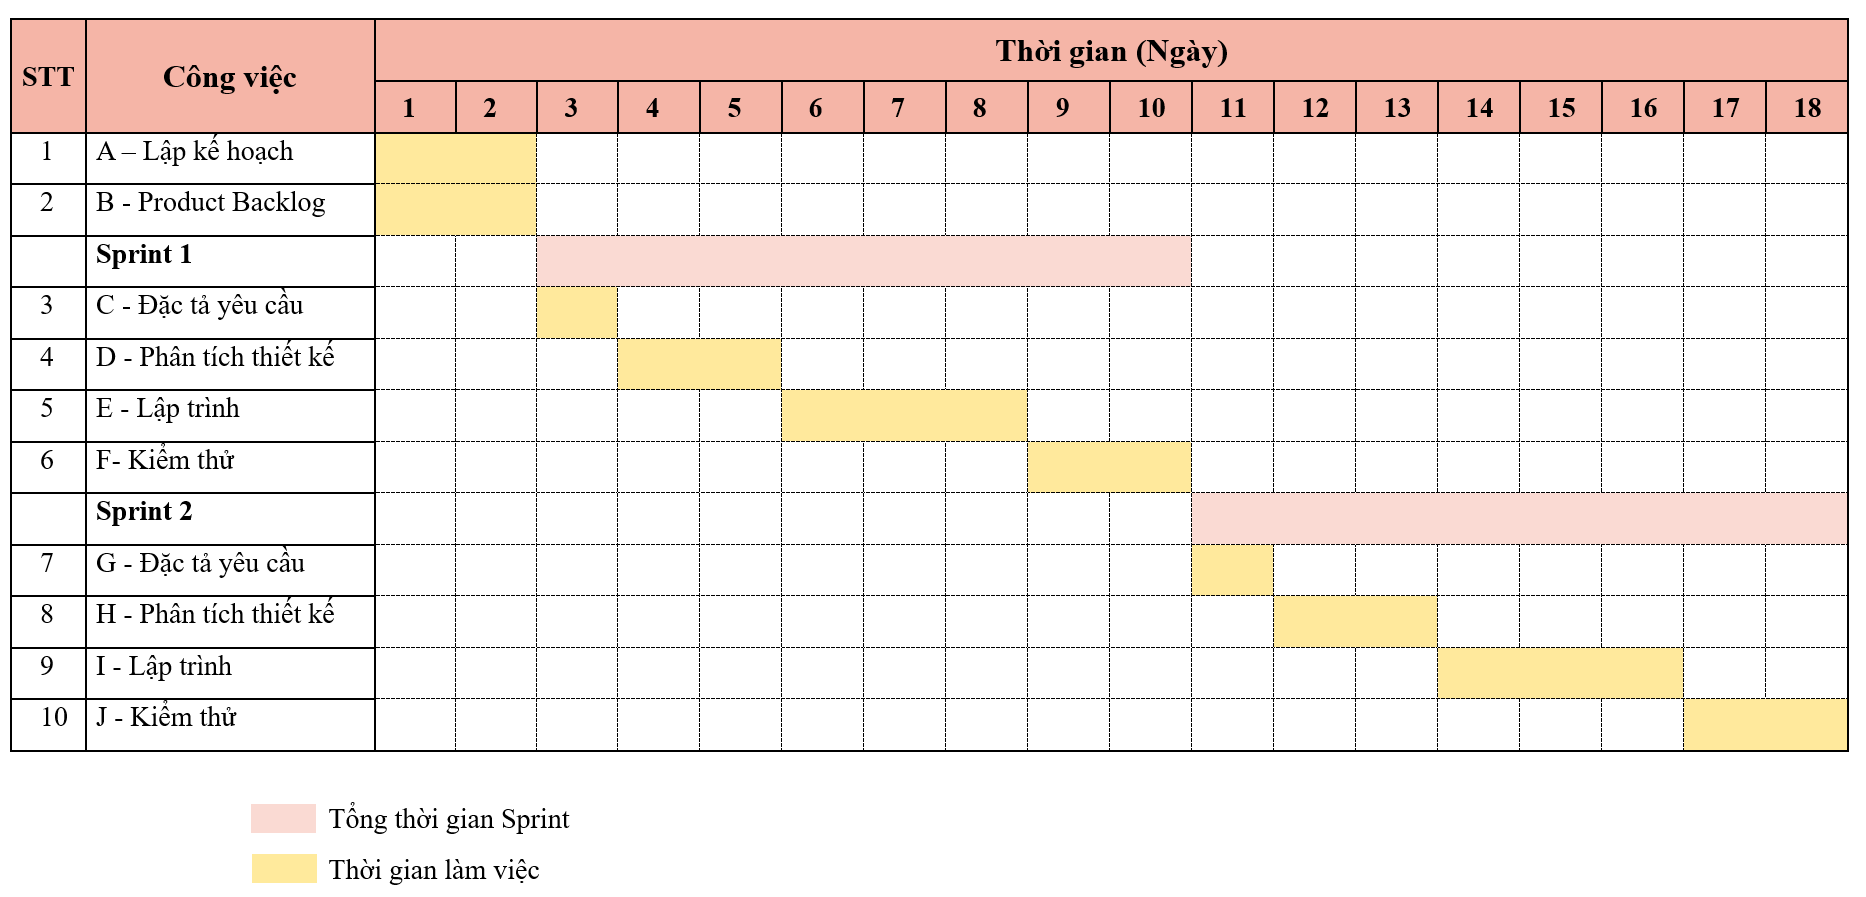 STT Công việc Thời gian (Ngày)
1 2 3 4 5 6 7 8 9 10 11 12 13 14 15 16 17 18
1 A – Lập kế hoạch
2 B - Product Backlog
Sprint 1
3 C - Đặc tả yêu cầu
4 D - Phân tích thiết kế
5 E - Lập trình
6 F- Kiểm thử
Sprint 2
7 G - Đặc tả yêu cầu
8 H - Phân tích thiết kế
9 I - Lập trình
10 J - Kiểm thử
Tổng thời gian Sprint
Thời gian làm việc